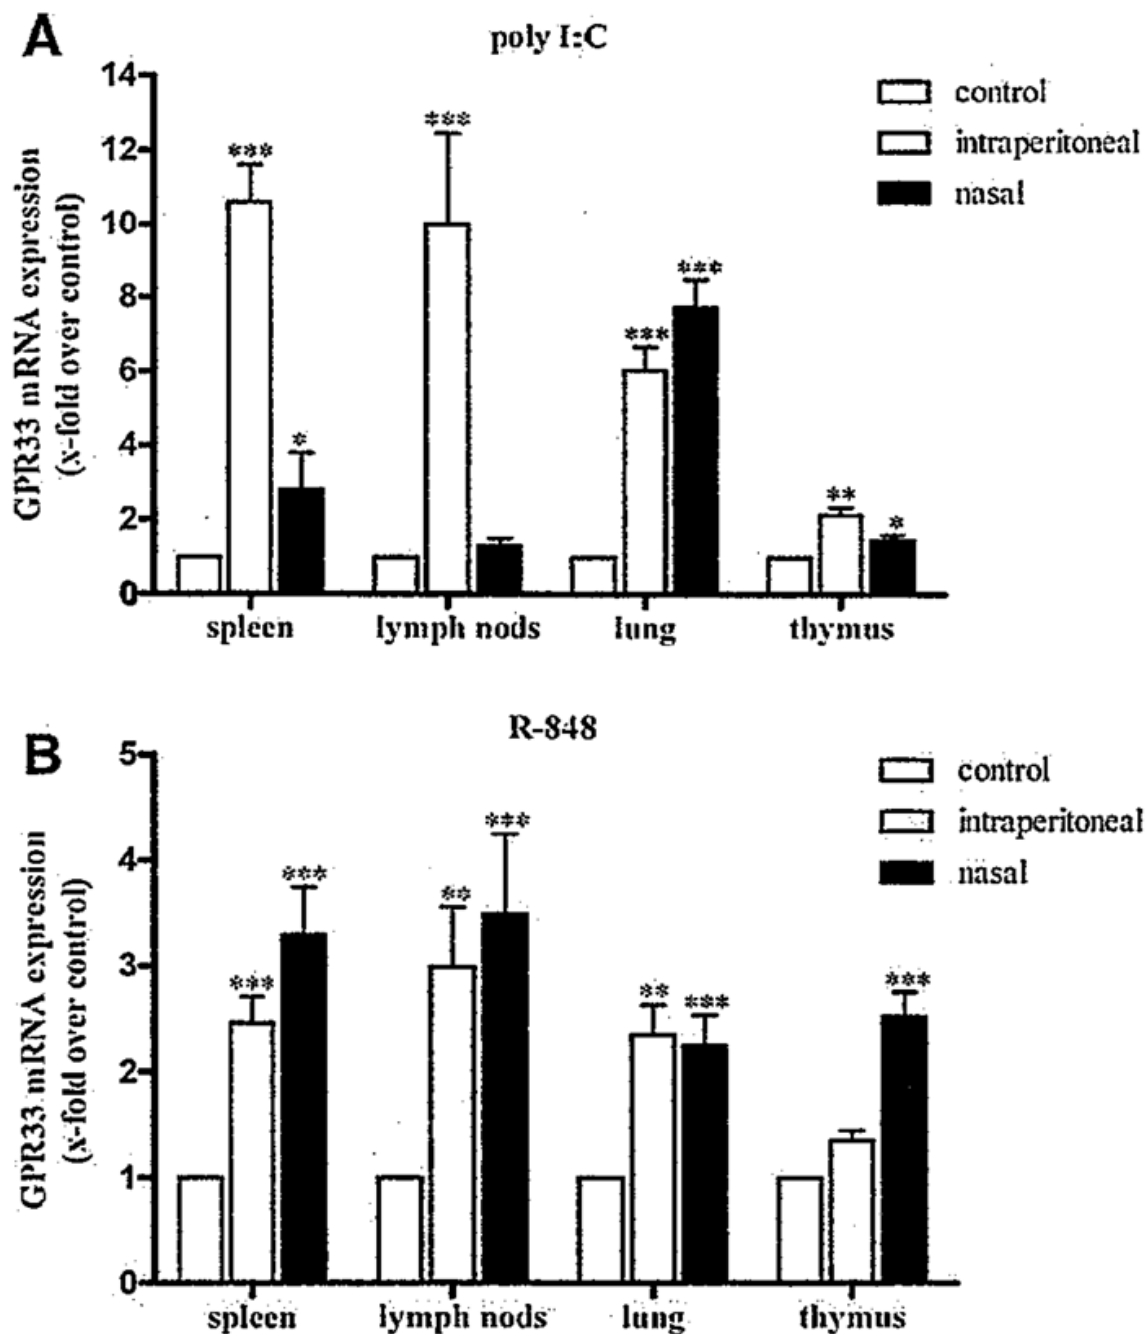 A
poly I:C
control
intraperitoneal
nasal
GPR33 mRNA expression
(x-fold over control)
14
12
10
8
6
4
2
0
***
*
***
***
***
**
*
spleen
lymph nods
lung
thymus
B
R-848
control
intraperitoneal
nasal
GPR33 mRNA expression
(x-fold over control)
5
4
3
2
1
0
***
***
**
***
**
***
***
spleen
lymph nods
lung
thymus